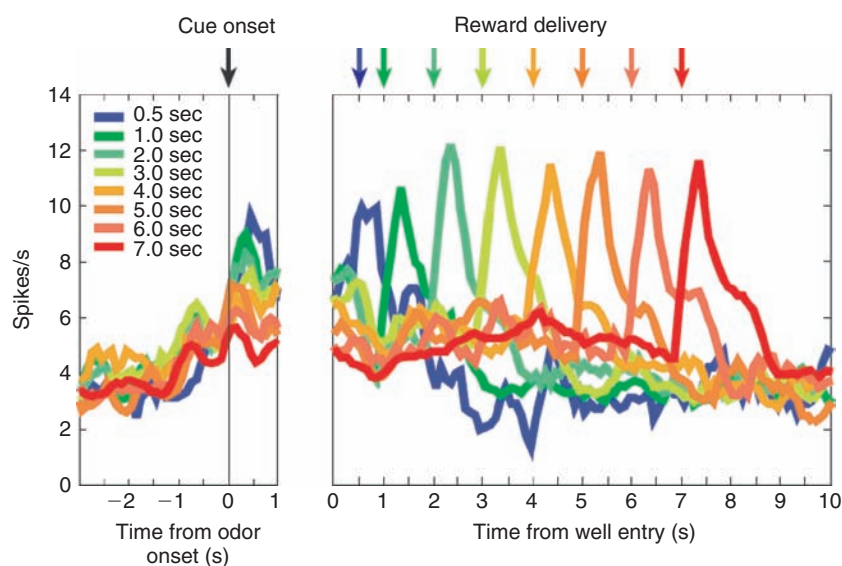 Cue onset
Reward delivery
14
12
10
8
6
4
2
0
Spikes/s
0.5 sec
1.0 sec
2.0 sec
3.0 sec
4.0 sec
5.0 sec
6.0 sec
7.0 sec
−2 −1 0 1
Time from odor
onset (s)
0 1 2 3 4 5 6 7 8 9 10
Time from well entry (s)